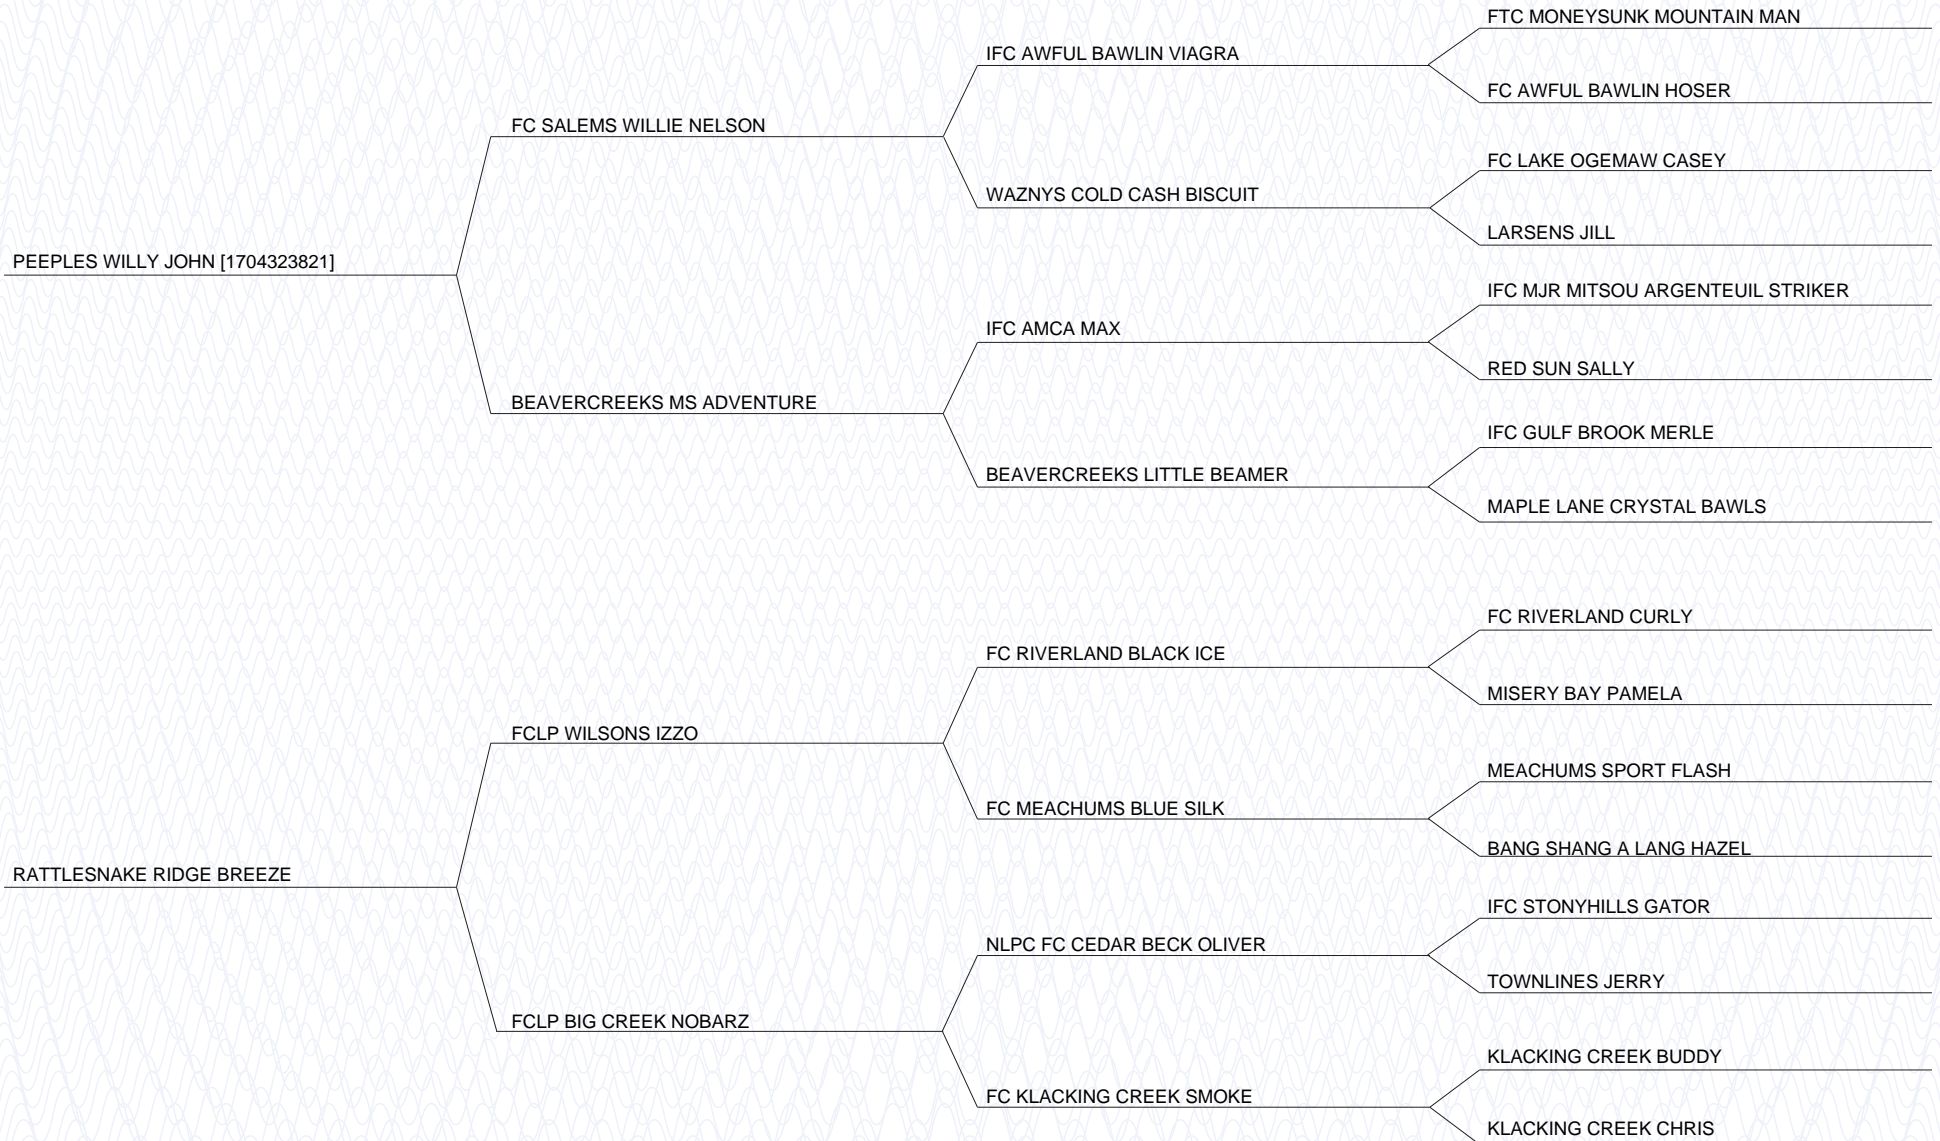 FTC MONEYSUNK MOUNTAIN MAN
IFC AWFUL BAWLIN VIAGRA
FC AWFUL BAWLIN HOSER
FC SALEMS WILLIE NELSON
FC LAKE OGEMAW CASEY
WAZNYS COLD CASH BISCUIT
LARSENS JILL
PEEPLES WILLY JOHN [1704323821]
IFC MJR MITSOU ARGENTEUIL STRIKER
IFC AMCA MAX
RED SUN SALLY
BEAVERCREEKS MS ADVENTURE
IFC GULF BROOK MERLE
BEAVERCREEKS LITTLE BEAMER
MAPLE LANE CRYSTAL BAWLS
FC RIVERLAND CURLY
FC RIVERLAND BLACK ICE
MISERY BAY PAMELA
FCLP WILSONS IZZO
MEACHUMS SPORT FLASH
FC MEACHUMS BLUE SILK
BANG SHANG A LANG HAZEL
RATTLESNAKE RIDGE BREEZE
IFC STONYHILLS GATOR
NLPC FC CEDAR BECK OLIVER
TOWNLINES JERRY
FCLP BIG CREEK NOBARZ
KLACKING CREEK BUDDY
FC KLACKING CREEK SMOKE
KLACKING CREEK CHRIS